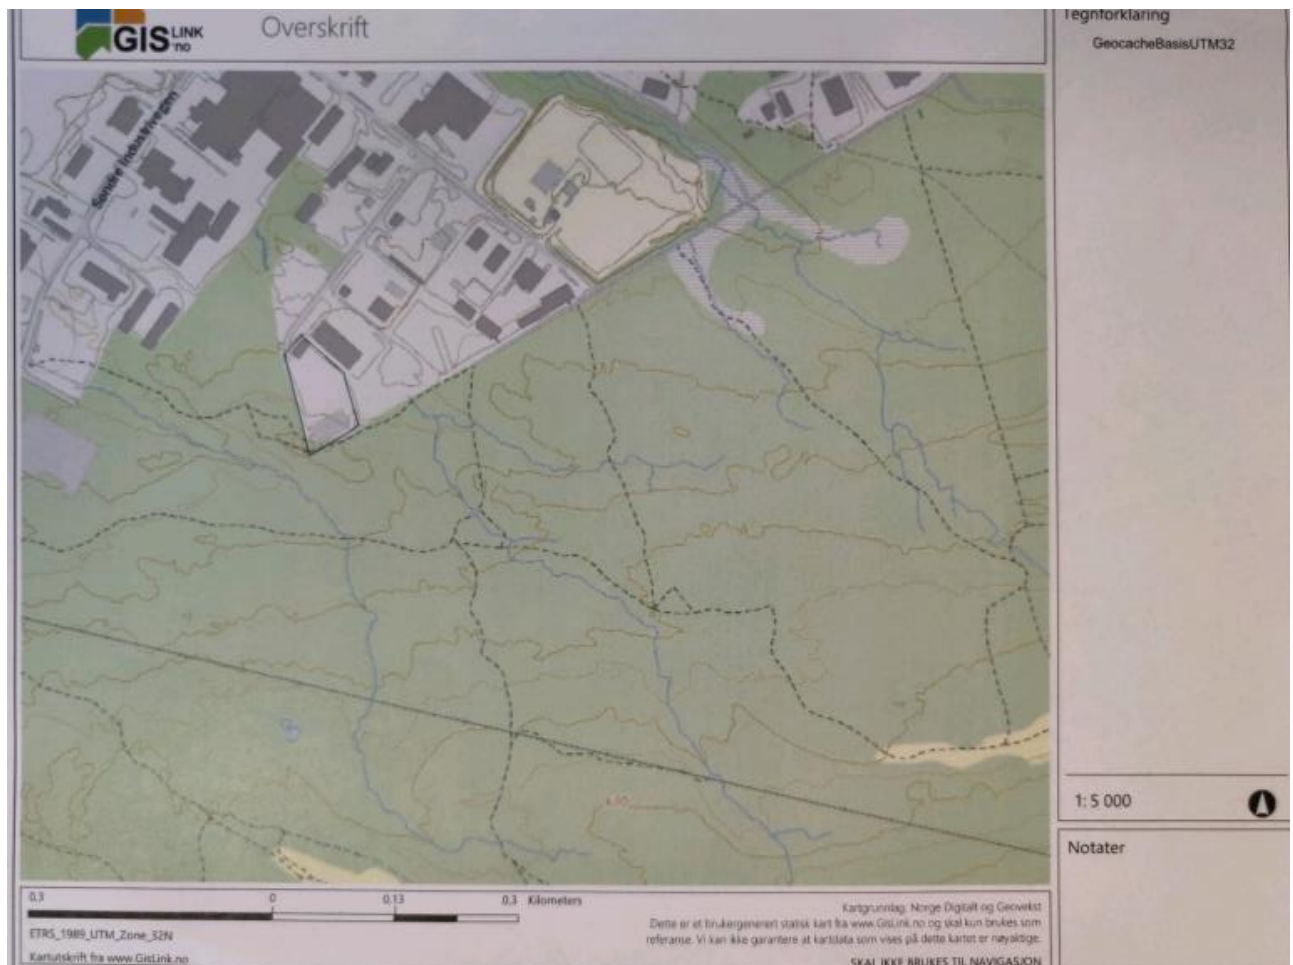 GIS LINK
.no
Overskrift
Tegnforklaring
GeocacheBasisUTM32
Søndre Industrivegen
1: 5 000
Notater
0,3 0 0,13 0,3 Kilometers
ETRS_1989_UTM_Zone_32N
Kartutskrift fra www.GisLink.no
Kartgrunnlag: Norge Digitalt og Geovekst
Dette er et brukergenerert statisk kart fra www.GisLink.no og skal kun brukes som
referanse. Vi kan ikke garantere at kartdata som vises på dette kartet er nøyaktige.
SKAL IKKE BRUKES TIL NAVIGASJON